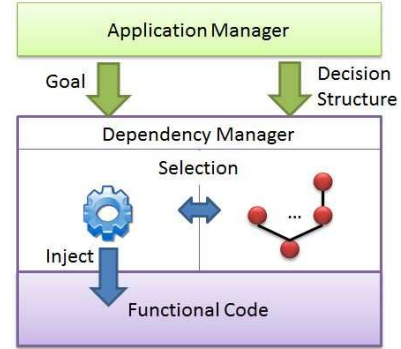 Application Manager
Goal
Decision
Structure
Dependency Manager
Selection
...
Inject
Functional Code